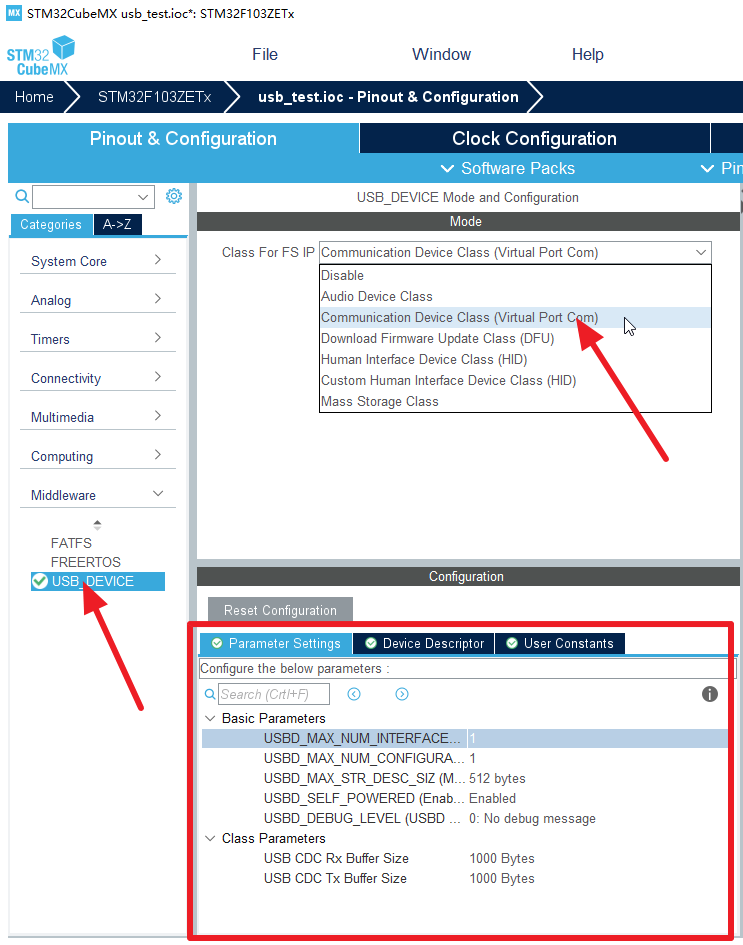 MX STM32CubeMX usb_test.ioc*: STM32F103ZETx
STM32
CubeMX
File Window Help
Home STM32F103ZETx usb_test.ioc - Pinout & Configuration
Pinout & Configuration Clock Configuration
Software Packs Pin
USB_DEVICE Mode and Configuration
Categories A->Z
Mode
System Core
Analog
Timers
Connectivity
Multimedia
Computing
Middleware
FATFS
FREERTOS
USB_DEVICE
Class For FS IP Communication Device Class (Virtual Port Com)
Disable
Audio Device Class
Communication Device Class (Virtual Port Com)
Download Firmware Update Class (DFU)
Human Interface Device Class (HID)
Custom Human Interface Device Class (HID)
Mass Storage Class
Configuration
Reset Configuration
Parameter Settings Device Descriptor User Constants
Configure the below parameters :
Search (Crtl+F)
Basic Parameters
USBD_MAX_NUM_INTERFACE... 1
USBD_MAX_NUM_CONFIGURA... 1
USBD_MAX_STR_DESC_SIZ (M... 512 bytes
USBD_SELF_POWERED (Enab... Enabled
USBD_DEBUG_LEVEL (USBD ... 0: No debug message
Class Parameters
USB CDC Rx Buffer Size 1000 Bytes
USB CDC Tx Buffer Size 1000 Bytes